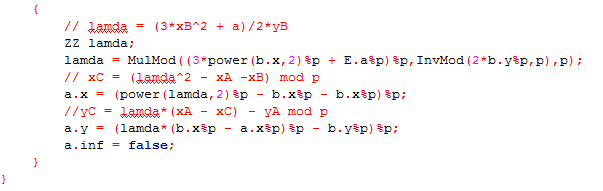 {
// lamda = (3*xB^2 + a)/2*yB
ZZ lamda;
lamda = MulMod((3*power(b.x,2)%p + E.a%p)%p,InvMod(2*b.y%p,p),p);
// xC = (lamda^2 - xA -xB) mod p
a.x = (power(lamda,2)%p - b.x%p - b.x%p)%p;
//yC = lamda*(xA - xC) - yA mod p
a.y = (lamda*(b.x%p - a.x%p)%p - b.y%p)%p;
a.inf = false;
}
}